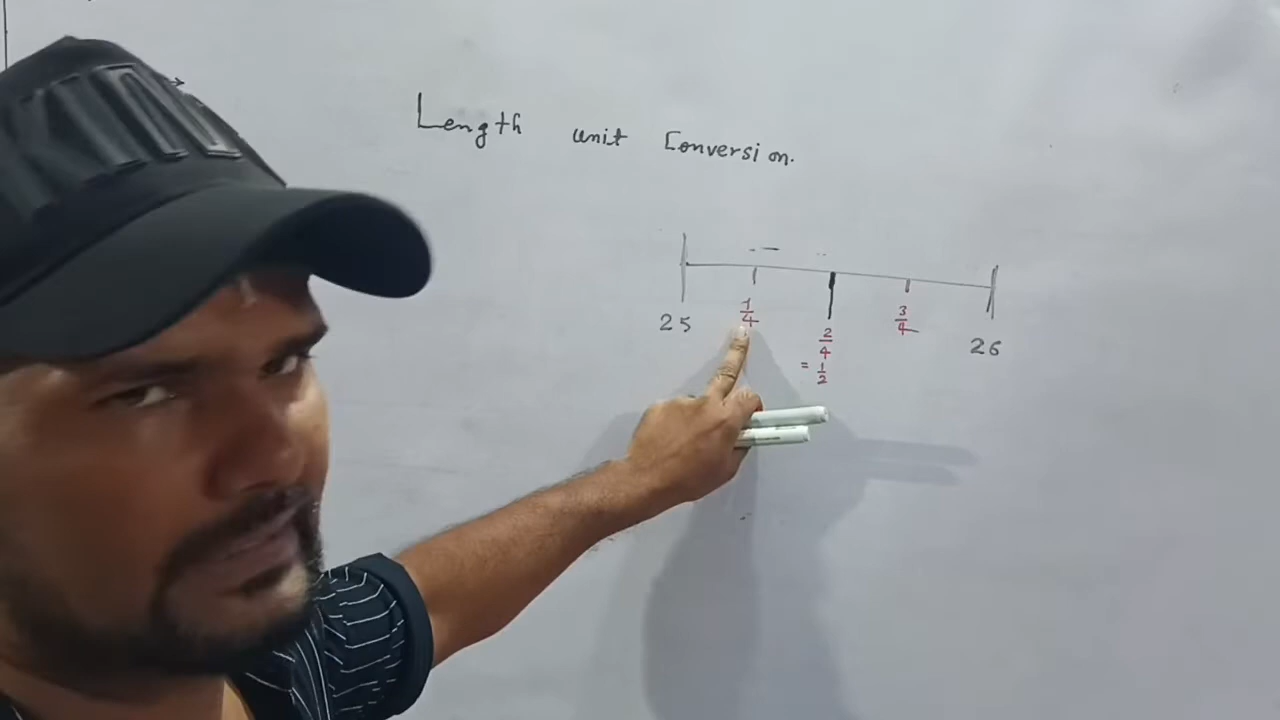 Length unit Conversion.
25 1/4 2/4 3/4 26
= 1/2